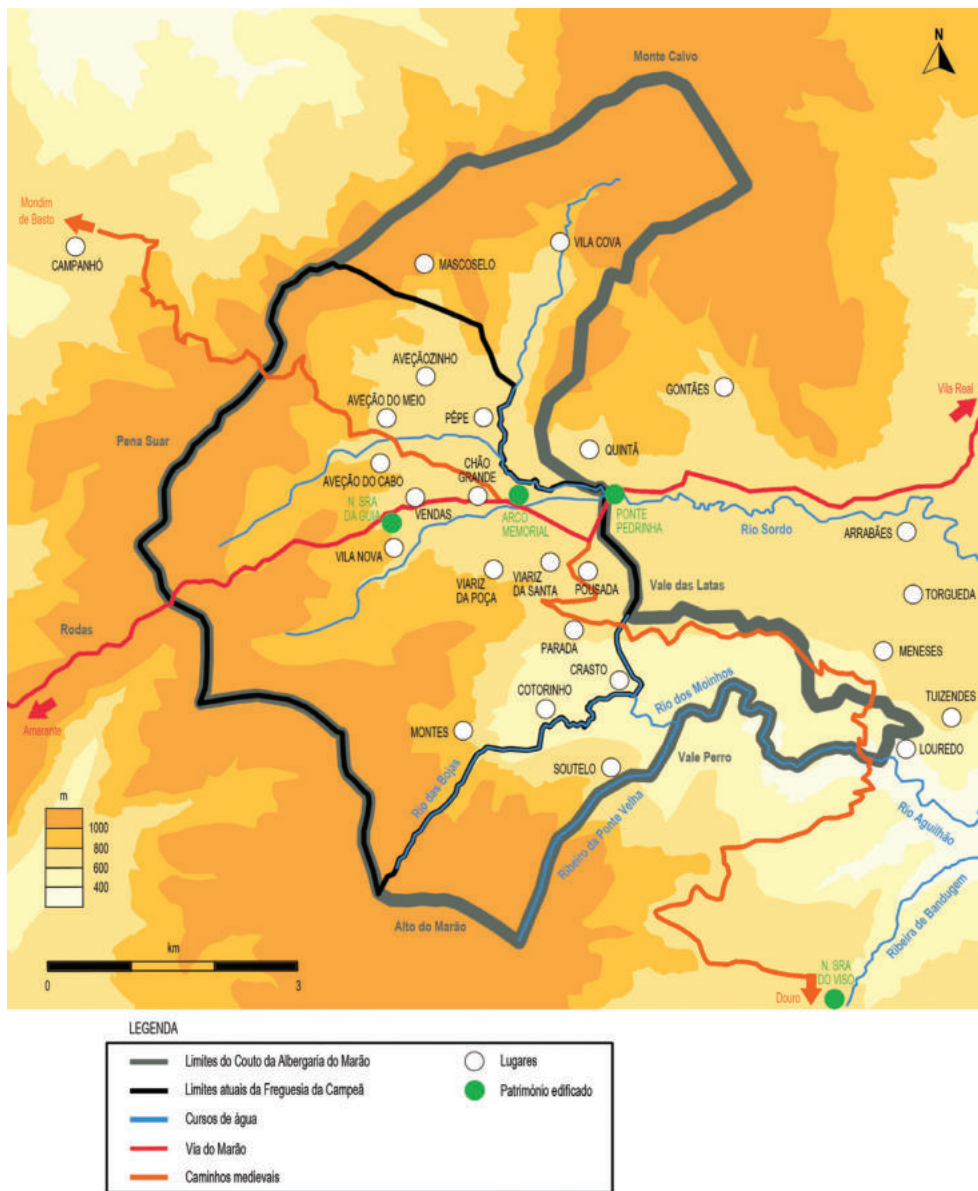 N
Monte Calvo
Mondim
de Basto
CAMPANHÓ
VILA COVA
MASCOSELO
AVEÇÃOZINHO
GONTÃES
Vila Real
AVEÇÃO DO MEIO
PÊPE
Pena Suar
QUINTÃ
AVEÇÃO DO CABO
CHÃO
GRANDE
N. SRA
DA GUIA
VENDAS
ARCO
MEMORIAL
PONTE
PEDRINHA
Rio Sordo
ARRABÃES
VILA NOVA
VIARIZ
DA POÇA
VIARIZ
DA SANTA
POUSADA
Vale das Latas
TORGUEDA
Rodas
PARADA
MENESES
CRASTO
Amarante
COTORINHO
Rio dos Moinhos
TUIZENDES
MONTES
LOUREDO
Vale Perro
SOUTELO
Rio das Bojas
Ribeiro da Ponte Velha
Rio Aguilhão
m
1000
800
600
400
Alto do Marão
Ribeira de Bandugem
km
0
3
N. SRA
DO VISO
Douro
LEGENDA
Limites do Couto da Albergaria do Marão
Lugares
Limites atuais da Freguesia da Campeã
Património edificado
Cursos de água
Via do Marão
Caminhos medievais